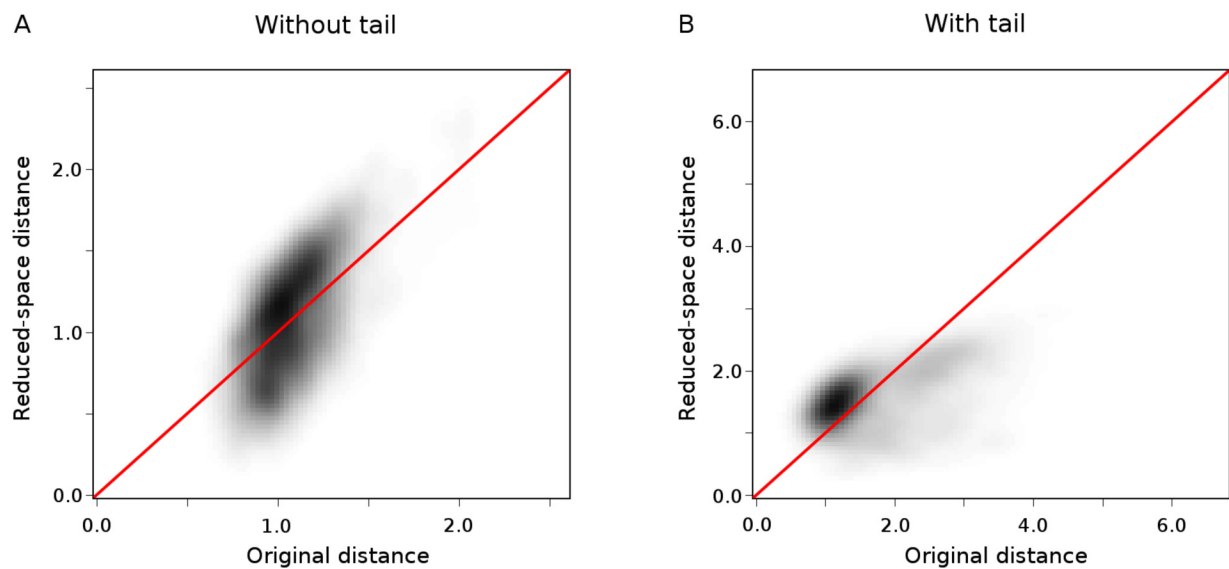 A
Without tail
Reduced-space distance
2.0
1.0
0.0
0.0 1.0 2.0
Original distance
B
With tail
Reduced-space distance
6.0
4.0
2.0
0.0
0.0 2.0 4.0 6.0
Original distance